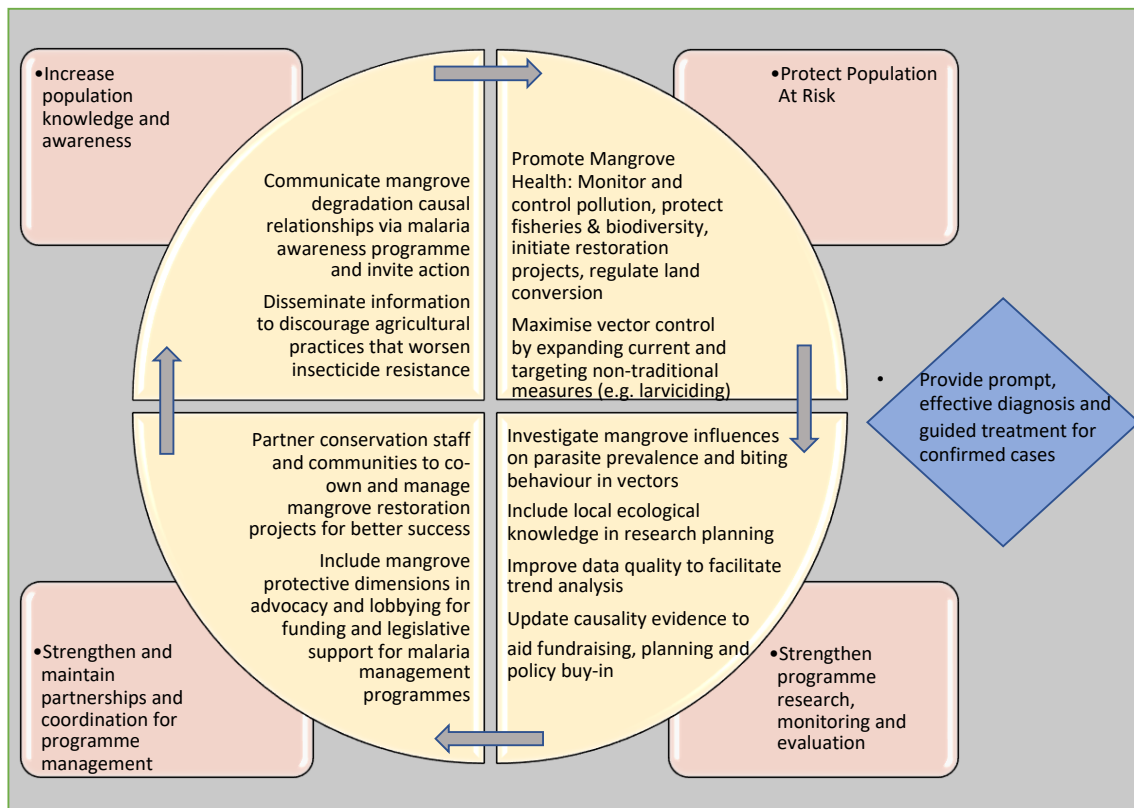 •Increase
population
knowledge and
awareness
•Protect Population
At Risk
Communicate mangrove
degradation causal
relationships via malaria
awareness programme
and invite action
Disseminate information
to discourage agricultural
practices that worsen
insecticide resistance
Promote Mangrove
Health: Monitor and
control pollution, protect
fisheries & biodiversity,
initiate restoration
projects, regulate land
conversion
Maximise vector control
by expanding current and
targeting non-traditional
measures (e.g. larviciding)
• Provide prompt,
effective diagnosis and
guided treatment for
confirmed cases
Partner conservation staff
and communities to co-
own and manage
mangrove restoration
projects for better success
Include mangrove
protective dimensions in
advocacy and lobbying for
funding and legislative
support for malaria
management
programmes
Investigate mangrove influences
on parasite prevalence and biting
behaviour in vectors
Include local ecological
knowledge in research planning
Improve data quality to facilitate
trend analysis
Update causality evidence to
aid fundraising, planning and
policy buy-in
•Strengthen and
maintain
partnerships and
coordination for
programme
management
•Strengthen
programme
research,
monitoring and
evaluation